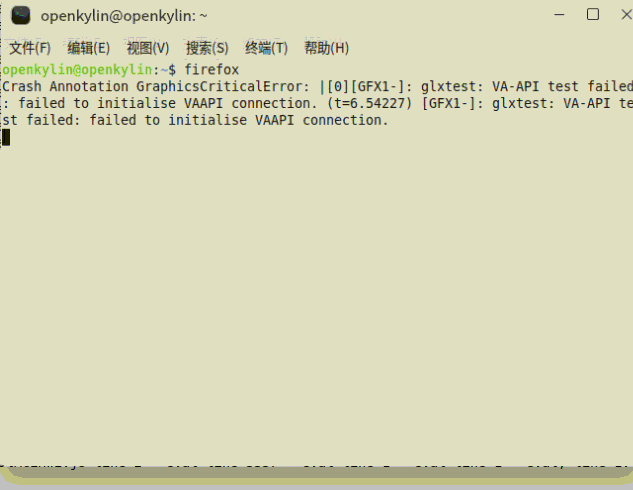 openkylin@openkylin: ~
文件(F) 编辑(E) 视图(V) 搜索(S) 终端(T) 帮助(H)
openkylin@openkylin:~$ firefox
Crash Annotation GraphicsCriticalError: |[0][GFX1-]: glxtest: VA-API test failed
: failed to initialise VAAPI connection. (t=6.54227) [GFX1-]: glxtest: VA-API te
st failed: failed to initialise VAAPI connection.